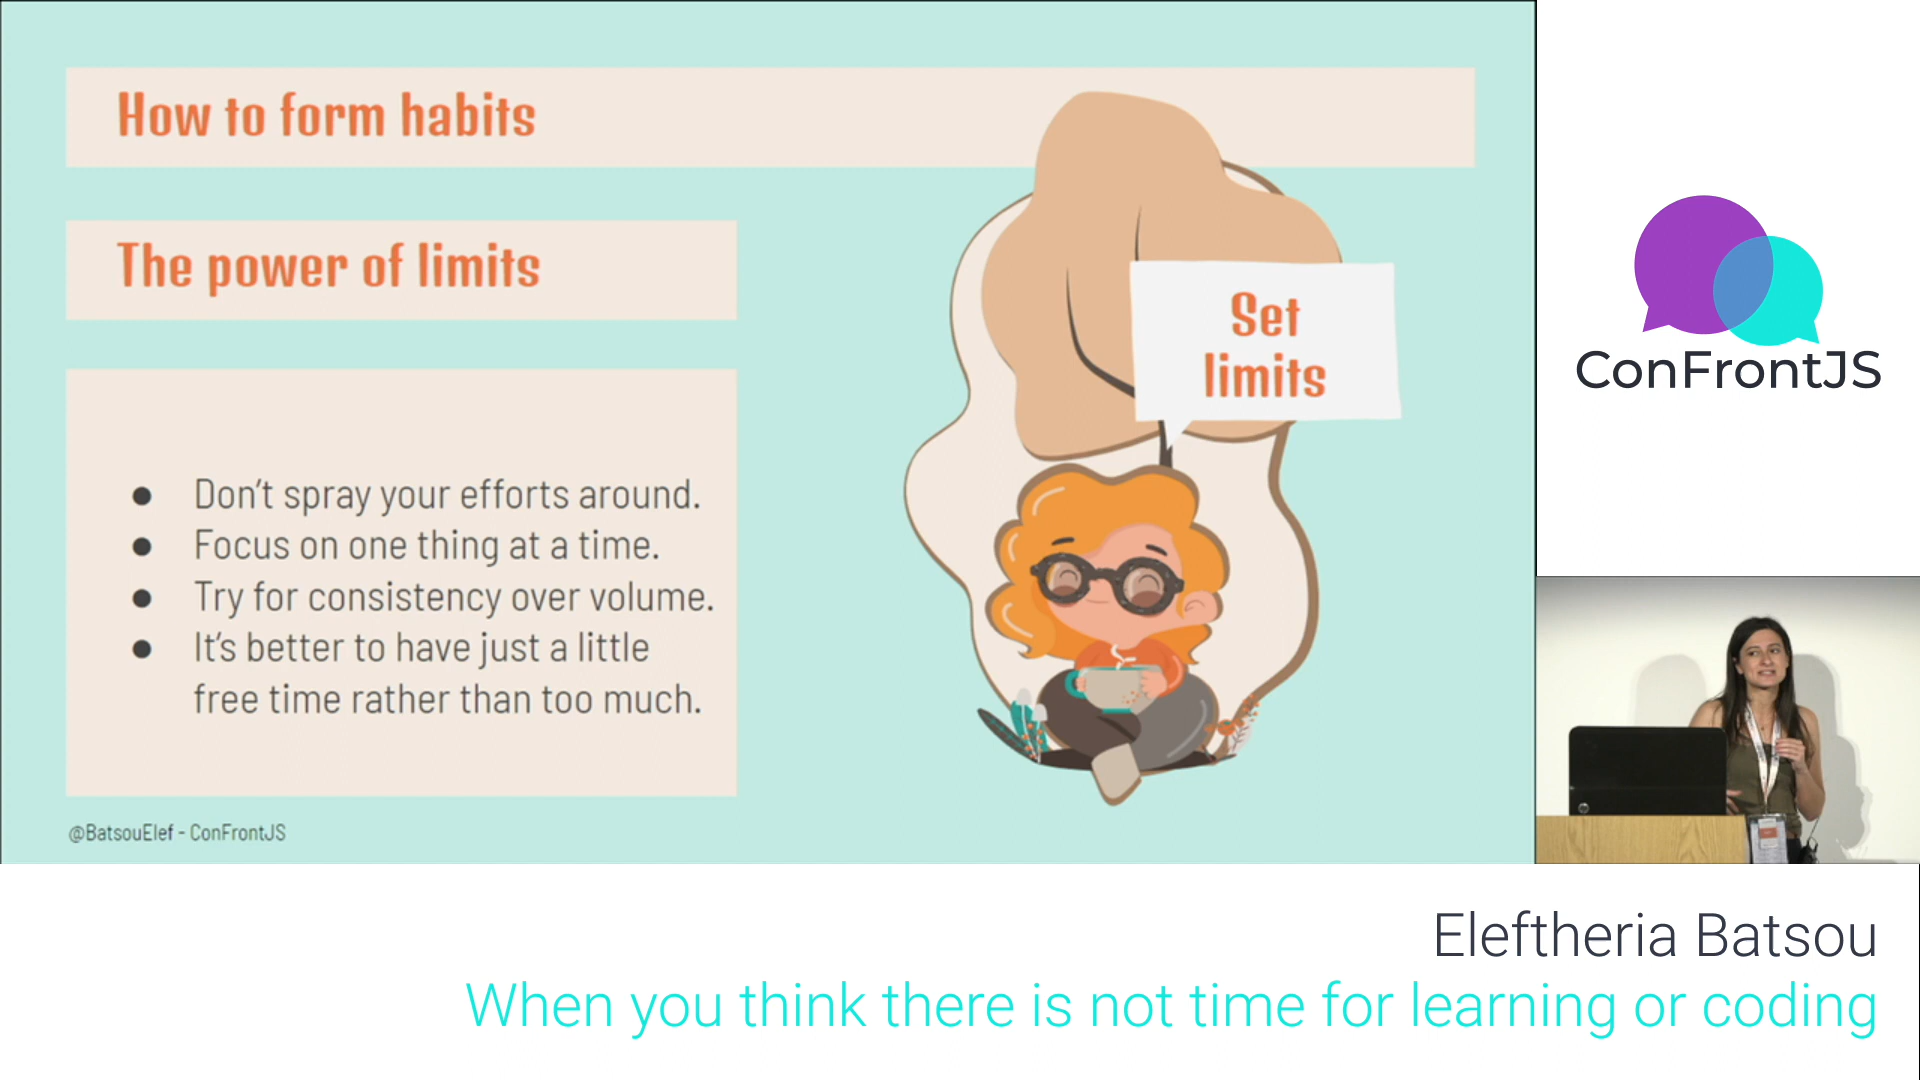 How to form habits
The power of limits
Set
limits
● Don't spray your efforts around.
● Focus on one thing at a time.
● Try for consistency over volume.
● It's better to have just a little
free time rather than too much.
@BatsouElef - ConFrontJS
ConFrontJS
Eleftheria Batsou
When you think there is not time for learning or coding